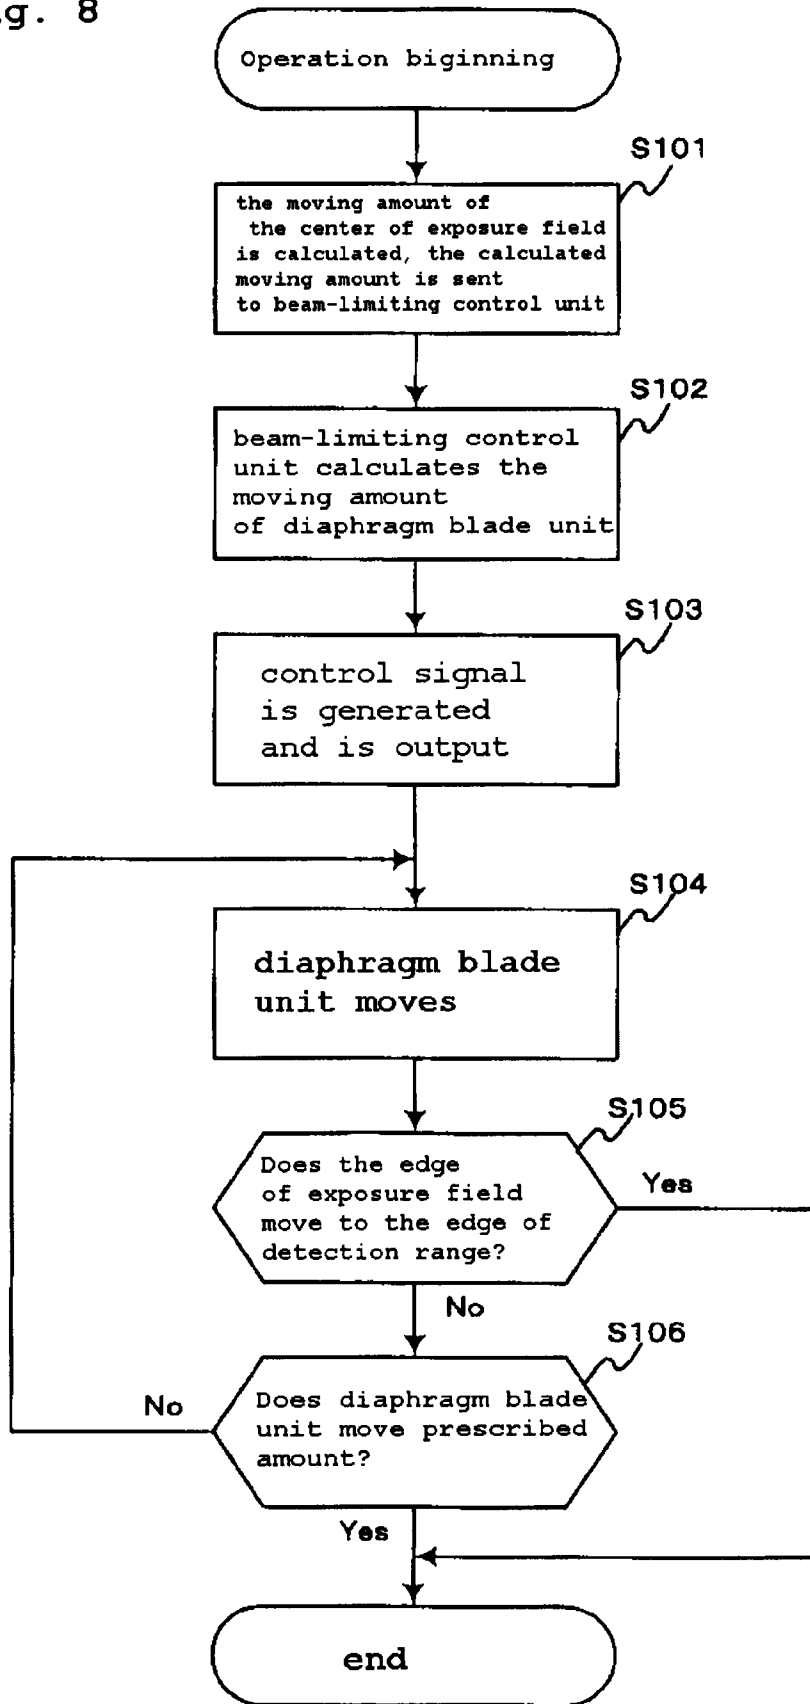 g. 8
Operation biginning
S101
the moving amount of
the center of exposure field
is calculated, the calculated
moving amount is sent
to beam-limiting control unit
S102
beam-limiting control
unit calculates the
moving amount
of diaphragm blade unit
S103
control signal
is generated
and is output
S104
diaphragm blade
unit moves
S105
Does the edge
of exposure field
move to the edge of
detection range?
Yes
No
S106
Does diaphragm blade
unit move prescribed
amount?
No
Yes
end